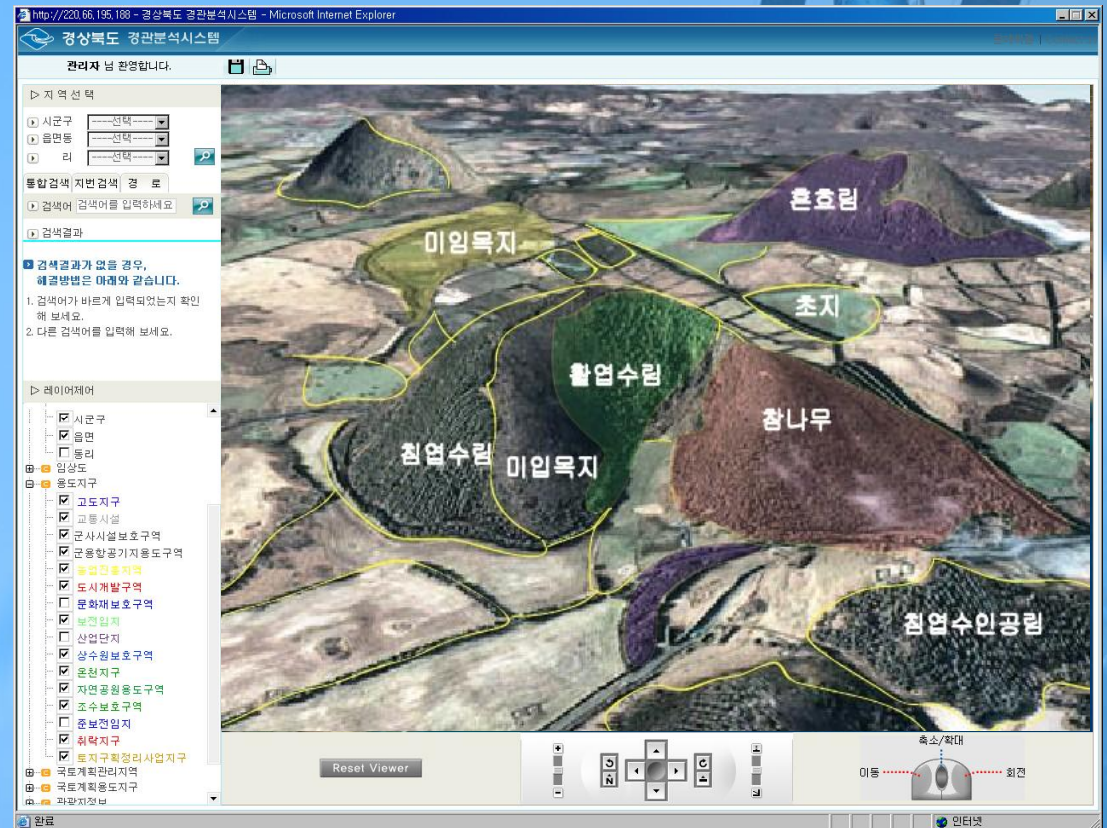 http://220,66,195,188 - 경상북도 경관분석시스템 - Microsoft Internet Explorer
경상북도 경관분석시스템
관리자 님 환영합니다.
▷ 지역선택
시군구 ----선택----
읍면동 ----선택----
리 ----선택----
통합검색 지번검색 경 로
검색어 검색어를 입력하세요
검색결과
검색결과가 없을 경우,
해결방법은 아래와 같습니다.
1. 검색어가 바르게 입력되었는지 확인
해 보세요.
2. 다른 검색어를 입력해 보세요.
▷ 레이어제어
시군구
읍면
동리
임상도
용도지구
고도지구
교통시설
군사시설보호구역
군용항공기지용도구역
농업진흥지역
도시개발구역
문화재보호구역
보전임지
산업단지
상수원보호구역
온천지구
자연공원용도구역
조수보호구역
준보전임지
취락지구
토지구획정리사업지구
국토계획관리지역
국토계획용도지구
관광지정보
혼효림
미임목지
초지
활엽수림
참나무
침엽수림
미입목지
침엽수인공림
Reset Viewer
N
축소/확대
이동
회전
완료
인터넷